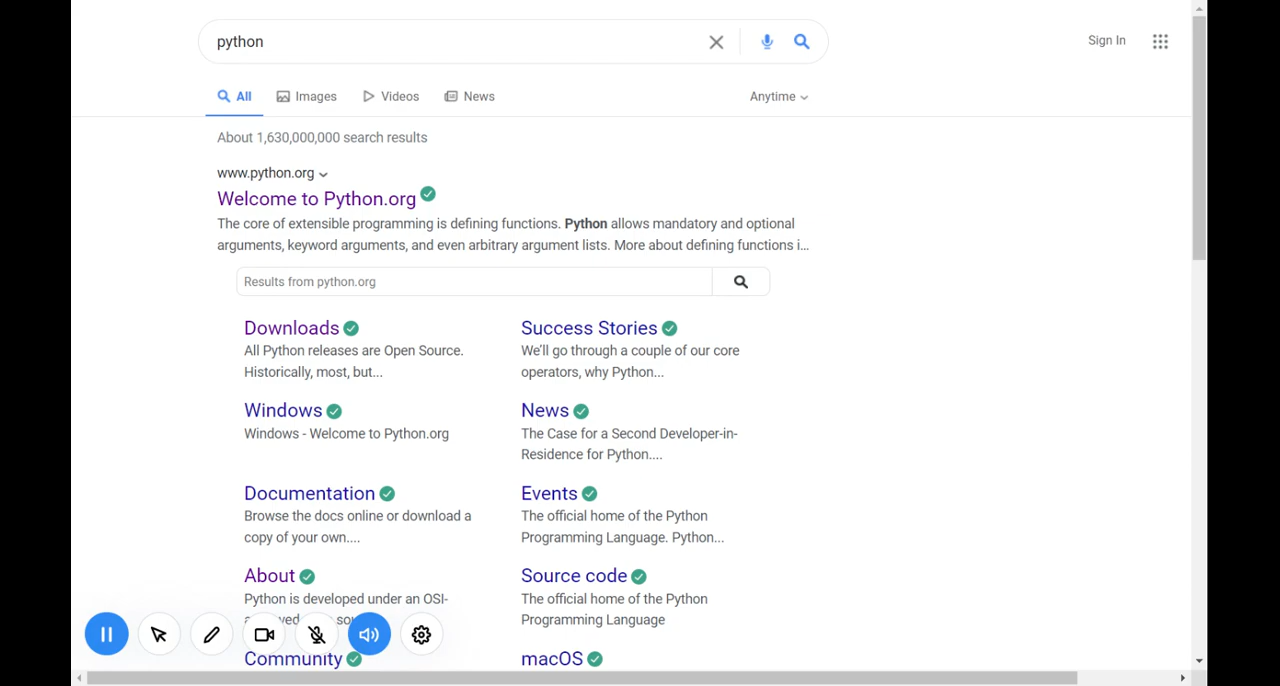 python
Sign In
All
Images
Videos
News
Anytime
About 1,630,000,000 search results
www.python.org
Welcome to Python.org
The core of extensible programming is defining functions. Python allows mandatory and optional
arguments, keyword arguments, and even arbitrary argument lists. More about defining functions i...
Results from python.org
Downloads
All Python releases are Open Source.
Historically, most, but...
Success Stories
We'll go through a couple of our core
operators, why Python...
Windows
Windows - Welcome to Python.org
News
The Case for a Second Developer-in-
Residence for Python....
Documentation
Browse the docs online or download a
copy of your own....
Events
The official home of the Python
Programming Language. Python...
About
Python is developed under an OSI-
Source code
The official home of the Python
Programming Language
Community
macOS